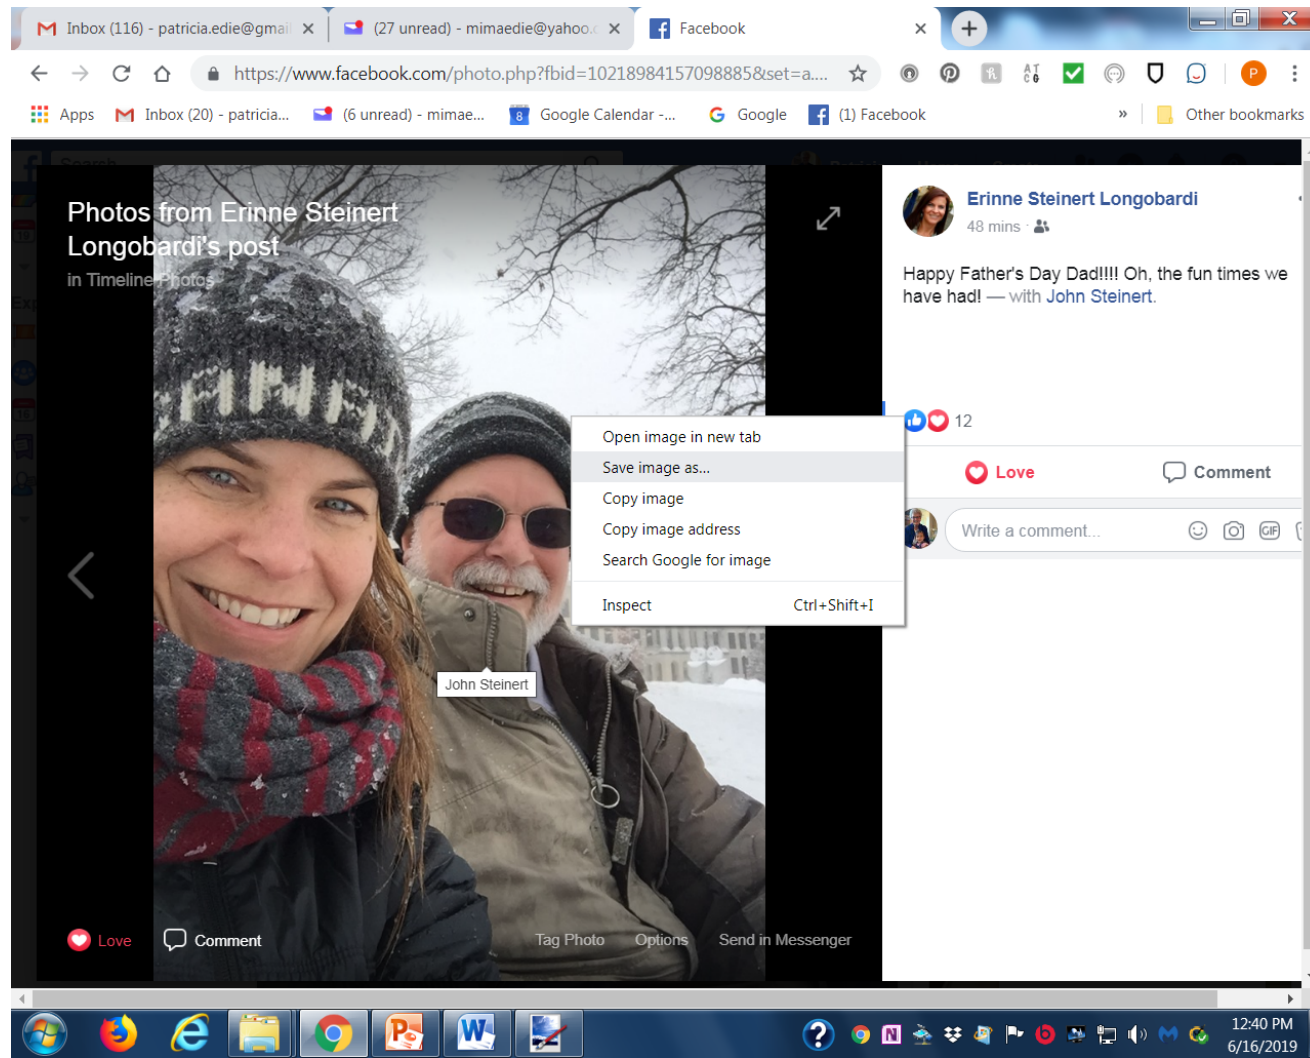 Inbox (116) - patricia.edie@gmail
(27 unread) - mimaedie@yahoo.c
Facebook
https://www.facebook.com/photo.php?fbid=10218984157098885&set=a....
Apps
Inbox (20) - patricia...
(6 unread) - mimae...
Google Calendar -...
Google
(1) Facebook
»
Other bookmarks
Search
Photos from Erinne Steinert
Longobardi's post
in Timeline Photos
Erinne Steinert Longobardi
48 mins ·
Happy Father's Day Dad!!!! Oh, the fun times we
have had! — with John Steinert.
12
Love
Comment
Write a comment...
GIF
Open image in new tab
Save image as...
Copy image
Copy image address
Search Google for image
Inspect Ctrl+Shift+I
John Steinert
Love
Comment
Tag Photo
Options
Send in Messenger
12:40 PM
6/16/2019